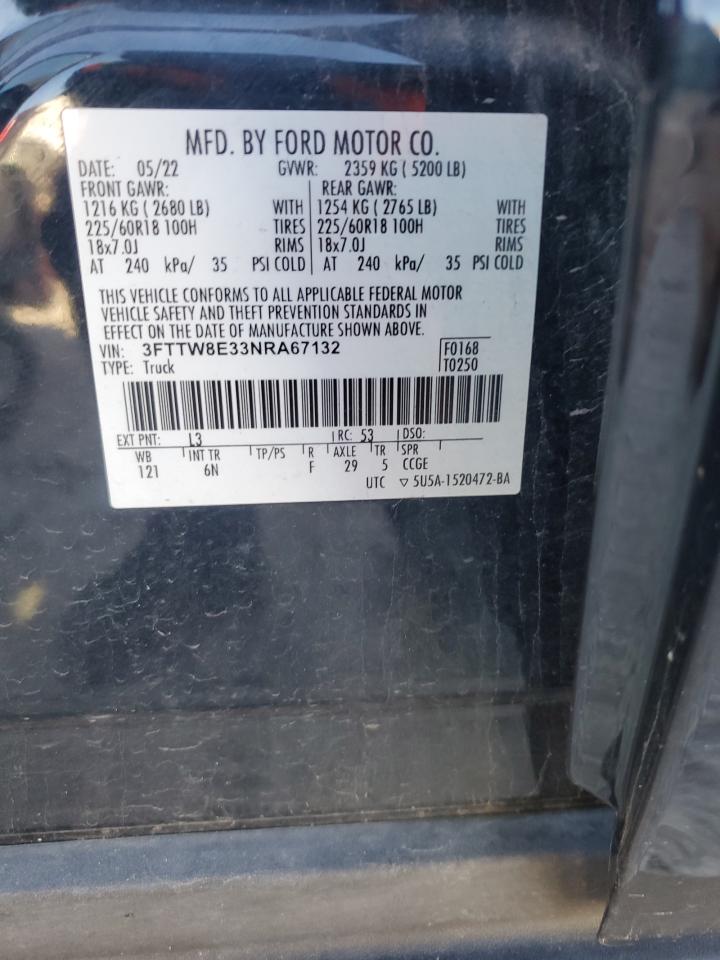 MFD. BY FORD MOTOR CO.
DATE: 05/22 GVWR: 2359 KG ( 5200 LB)
FRONT GAWR: REAR GAWR:
1216 KG ( 2680 LB) WITH 1254 KG ( 2765 LB) WITH
225/60R18 100H TIRES 225/60R18 100H TIRES
18x7.0J RIMS 18x7.0J RIMS
AT 240 kPa/ 35 PSI COLD AT 240 kPa/ 35 PSI COLD
THIS VEHICLE CONFORMS TO ALL APPLICABLE FEDERAL MOTOR
VEHICLE SAFETY AND THEFT PREVENTION STANDARDS IN
EFFECT ON THE DATE OF MANUFACTURE SHOWN ABOVE.
VIN: 3FTTW8E33NRA67132 F0168
TYPE: Truck T0250
EXT PNT: L3 RC: 53 DSO:
WB INT TR TP/PS R AXLE TR SPR
121 6N F 29 5 CCGE
UTC ▽ 5U5A-1520472-BA